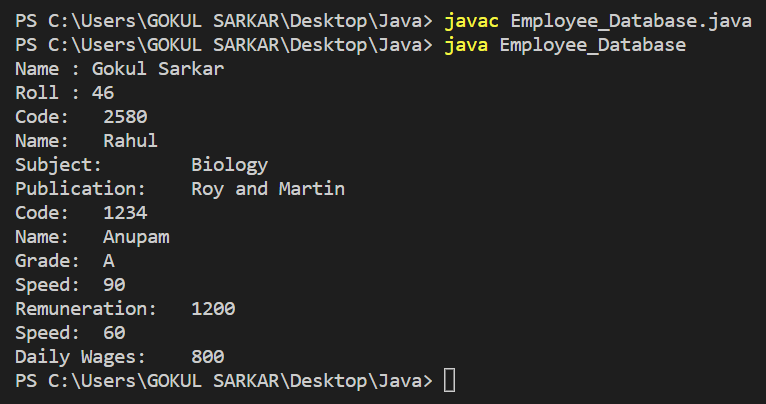 PS C:\Users\GOKUL SARKAR\Desktop\Java> javac Employee_Database.java
PS C:\Users\GOKUL SARKAR\Desktop\Java> java Employee_Database
Name : Gokul Sarkar
Roll : 46
Code:   2580
Name:   Rahul
Subject:        Biology
Publication:    Roy and Martin
Code:   1234
Name:   Anupam
Grade:  A
Speed:  90
Remuneration:   1200
Speed:  60
Daily Wages:    800
PS C:\Users\GOKUL SARKAR\Desktop\Java>